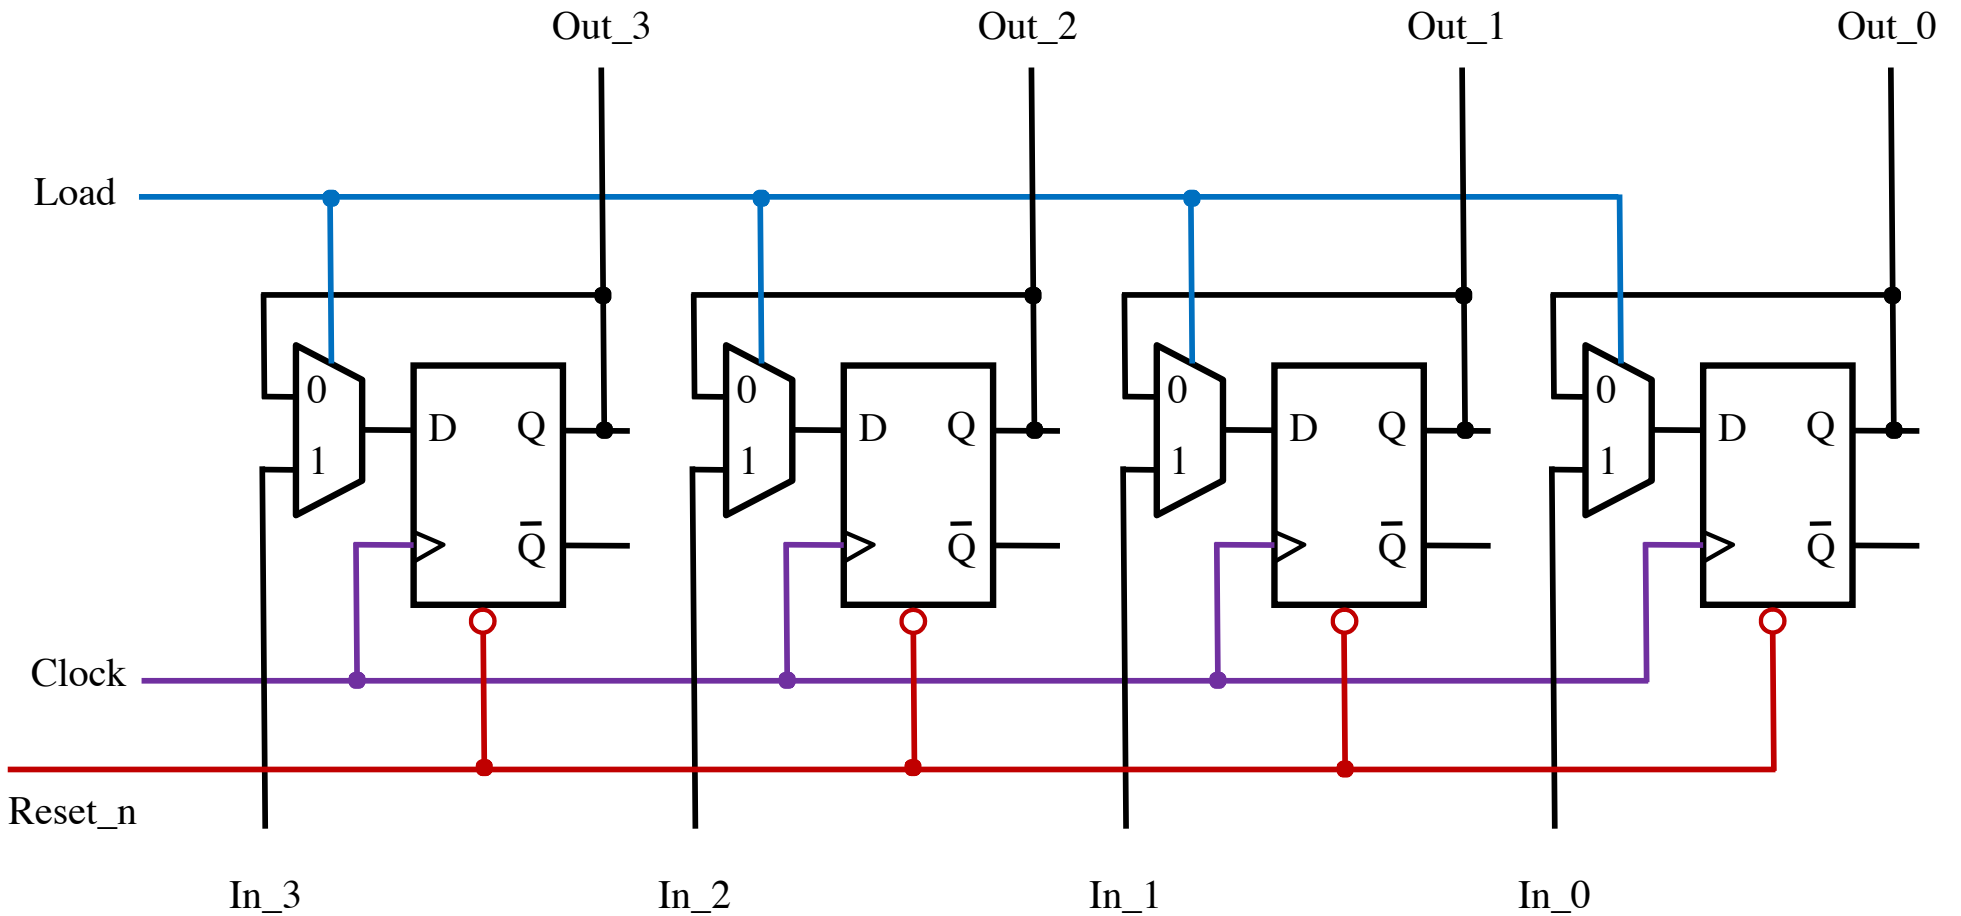 Out_3 Out_2 Out_1 Out_0
Load
0 0 0 0
D Q D Q D Q D Q
1 1 1 1
Q̅ Q̅ Q̅ Q̅
Clock
Reset_n
In_3 In_2 In_1 In_0